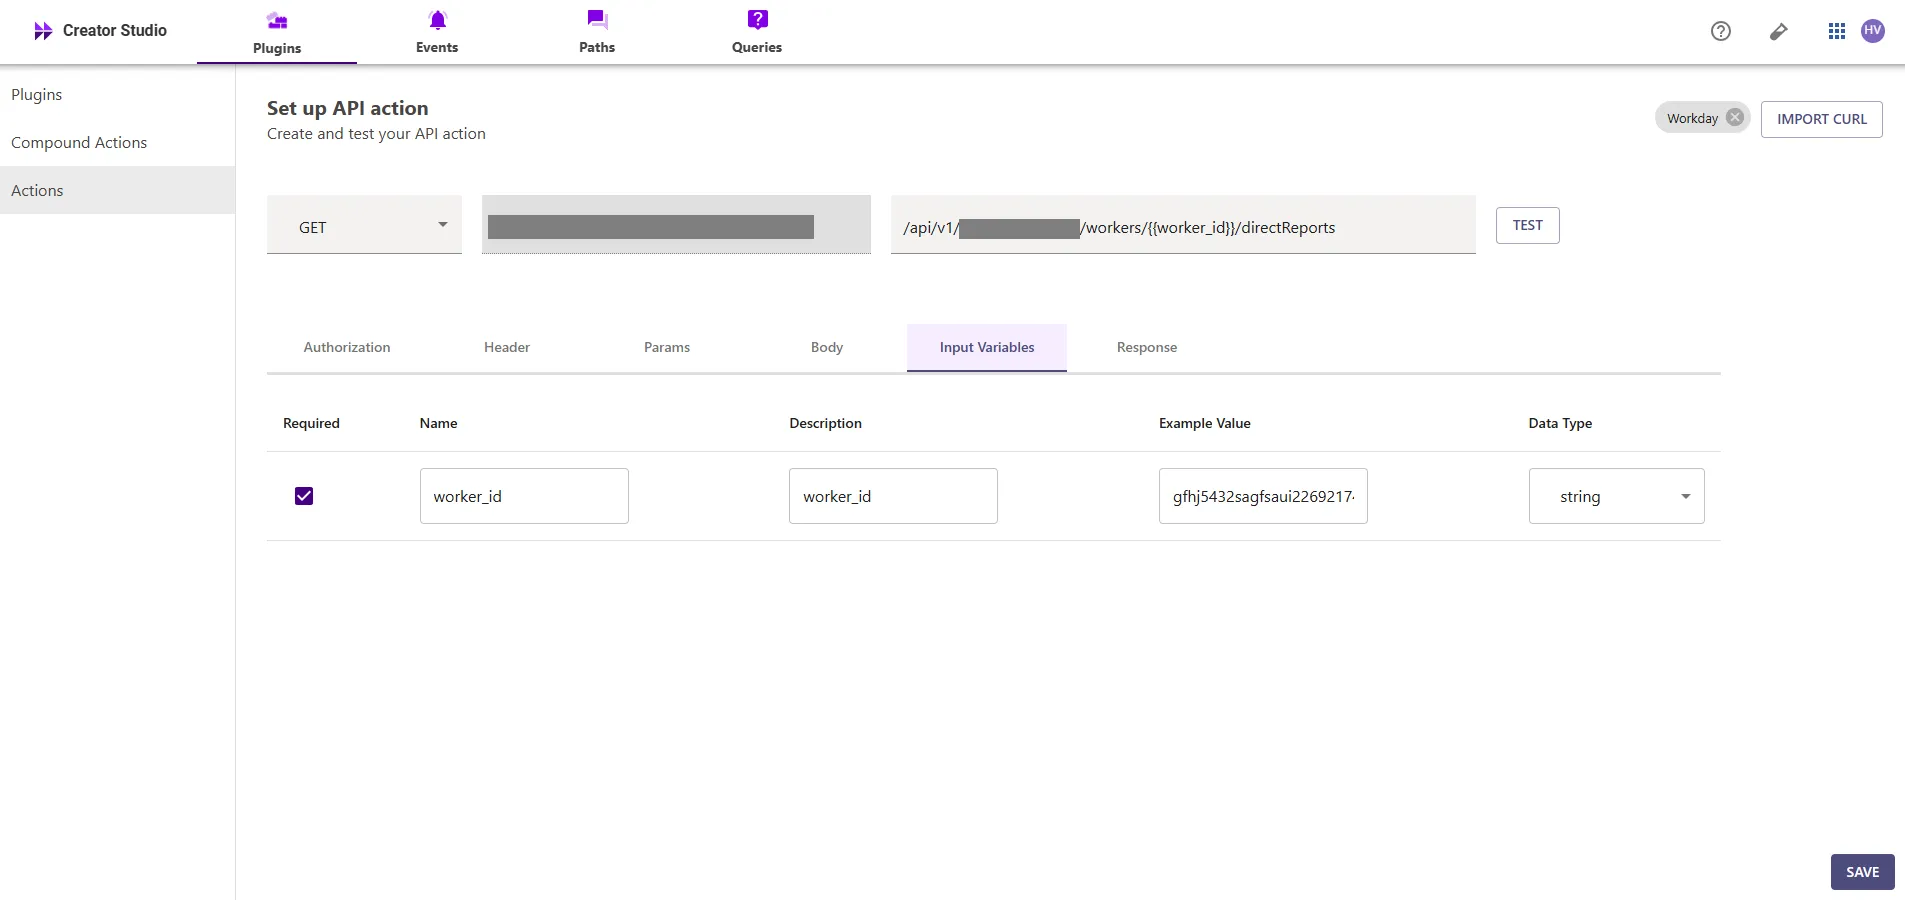 Creator Studio
Plugins
Events
Paths
Queries
HV
Plugins
Compound Actions
Actions
Set up API action
Create and test your API action
Workday
IMPORT CURL
GET
/api/v1/ /workers/{{worker_id}}/directReports
TEST
Authorization
Header
Params
Body
Input Variables
Response
Required
Name
Description
Example Value
Data Type
worker_id
worker_id
gfhj5432sagfsaui2269217
string
SAVE